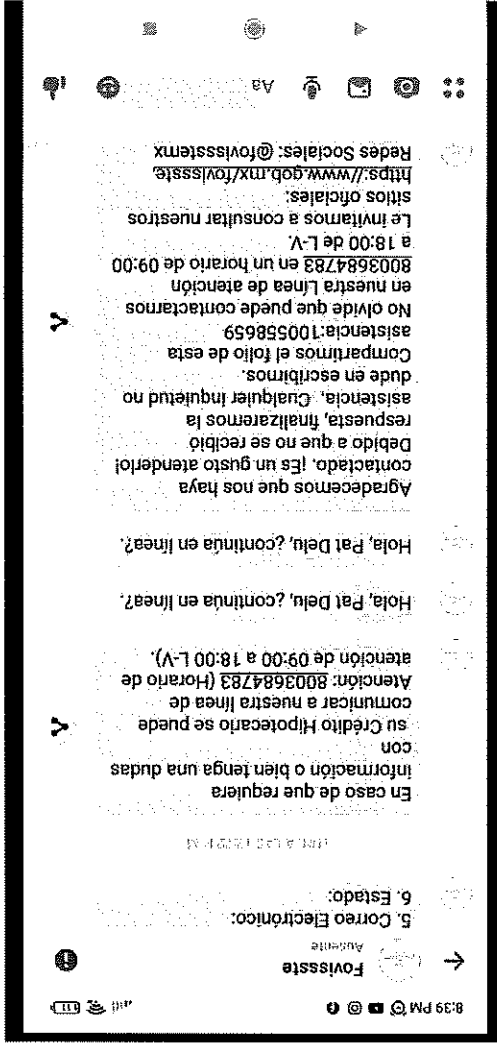 8:39 PM
Fovissste
Ausente
5. Correo Electrónico:
6. Estado:
En caso de que requiera
información o bien tenga una dudas
con
su Crédito Hipotecario se puede
comunicar a nuestra línea de
Atención: 8003684783 (Horario de
atención de 09:00 a 18:00 L-V).
Hola, Pat Delu, ¿continúa en línea?.
Hola, Pat Delu, ¿continúa en línea?.
Agradecemos que nos haya
contactado. ¡Es un gusto atenderlo!
Debido a que no se recibió
respuesta, finalizaremos la
asistencia. Cualquier inquietud no
dude en escribirnos.
Compartimos el folio de esta
asistencia:100558659
No olvide que puede contactarnos
en nuestra Línea de atención
8003684783 en un horario de 09:00
a 18:00 de L-V.
Le invitamos a consultar nuestros
sitios oficiales:
https://www.gob.mx/fovissste,
Redes Sociales: @fovissstemx
Aa